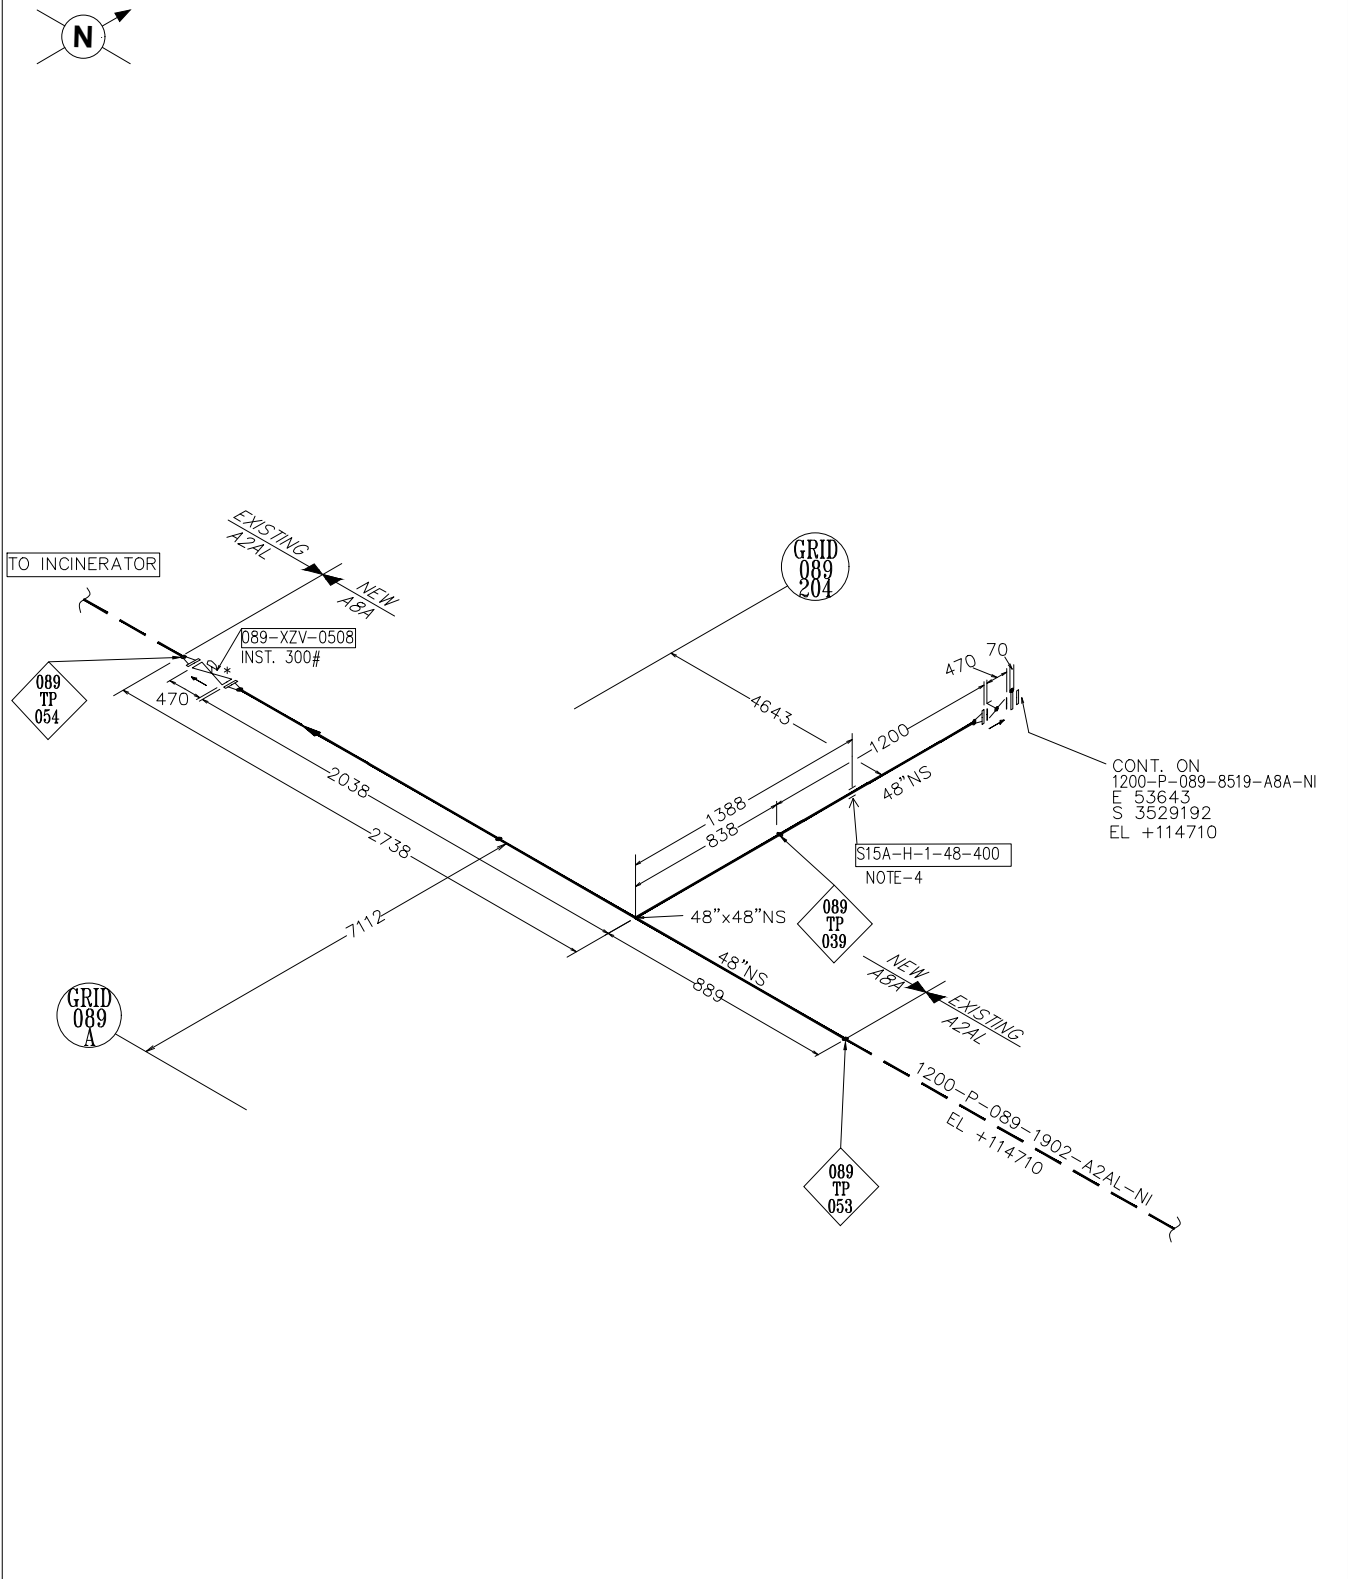 N
EXISTING
A2AL
NEW
A8A
TO INCINERATOR
GRID
089
204
089-XZV-0508
INST. 300#
2
*
089
TP
054
470
470
70
4643
1200
48"NS
CONT. ON
1200-P-089-8519-A8A-NI
E 53643
S 3529192
EL +114710
2038
2738
1388
838
S15A-H-1-48-400
NOTE-4
7112
48"x48"NS
089
TP
039
48"NS
889
NEW
A8A
EXISTING
A2AL
GRID
089
A
1200-P-089-1902-A2AL-NI
EL +114710
089
TP
053